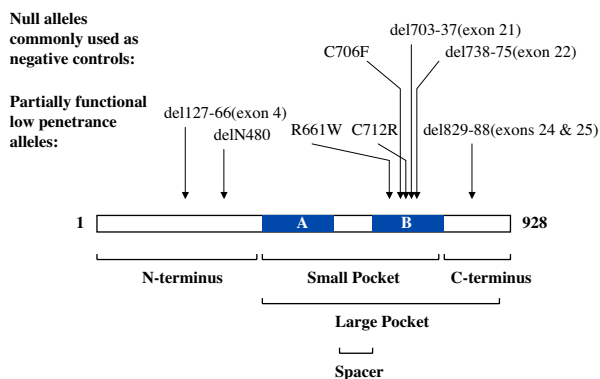 Null alleles
commonly used as
negative controls:
del703-37(exon 21)
C706F
del738-75(exon 22)
Partially functional
low penetrance
alleles:
del127-66(exon 4)
delN480
R661W
C712R
del829-88(exons 24 & 25)
1
A
B
928
N-terminus
Small Pocket
C-terminus
Large Pocket
Spacer